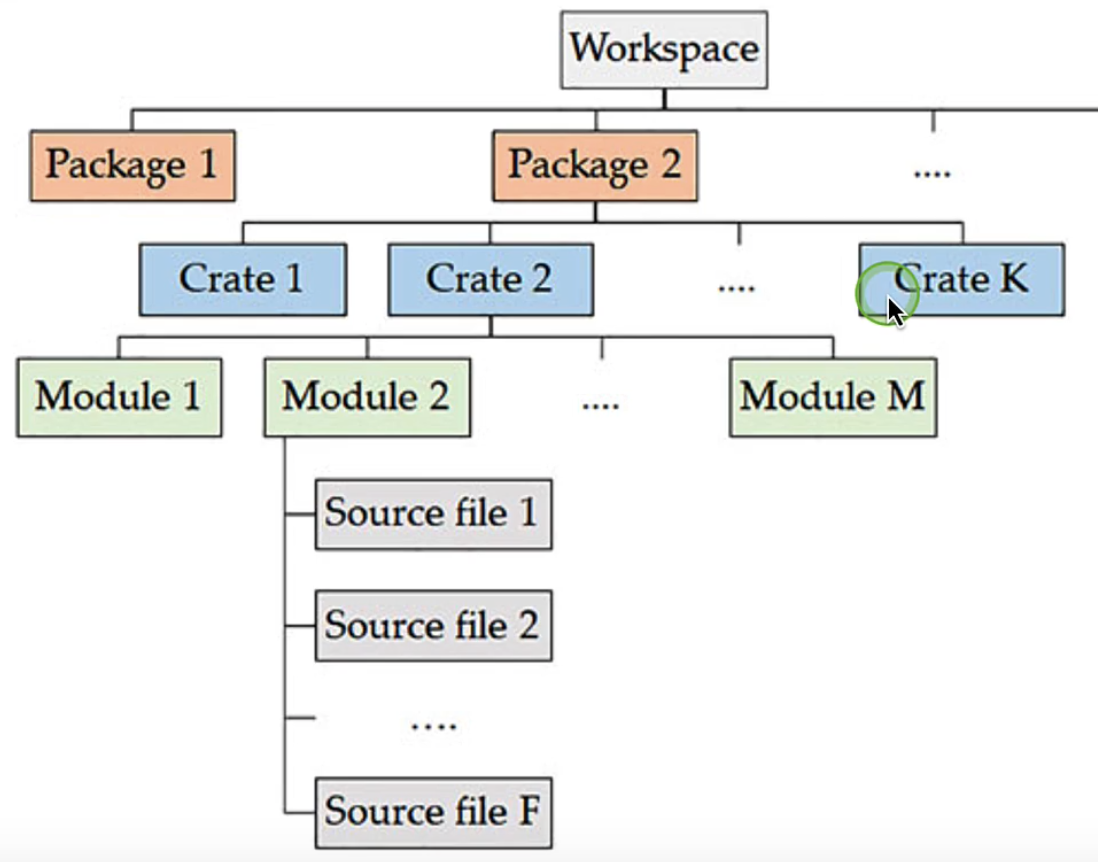 Workspace
Package 1
Package 2
....
Crate 1
Crate 2
....
Crate K
Module 1
Module 2
....
Module M
Source file 1
Source file 2
....
Source file F